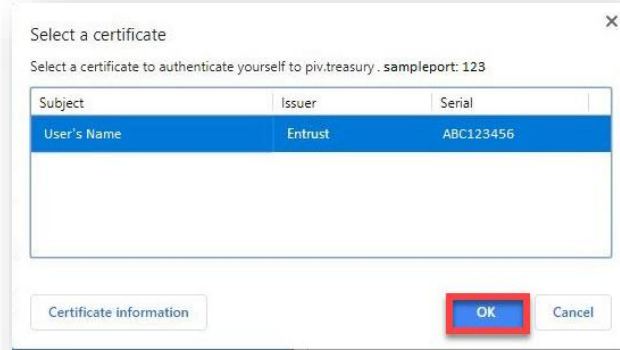 Select a certificate
Select a certificate to authenticate yourself to piv.treasury. sampleport: 123
Subject Issuer Serial
User's Name Entrust ABC123456
Certificate information OK Cancel